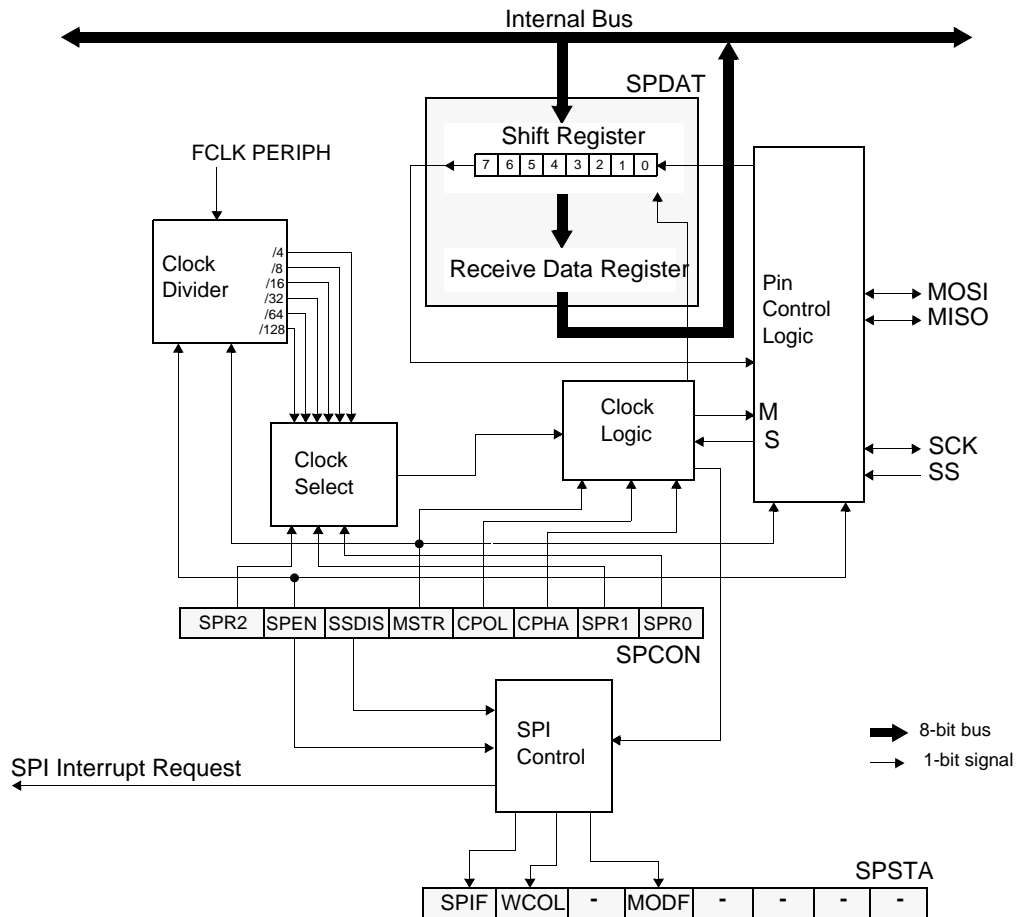 Internal Bus
SPDAT
Shift Register
7 6 5 4 3 2 1 0
FCLK PERIPH
Clock
Divider
/4
/8
/16
/32
/64
/128
Receive Data Register
Pin
Control
Logic
MOSI
MISO
Clock
Logic
M
S
SCK
SS
Clock
Select
SPR2 SPEN SSDIS MSTR CPOL CPHA SPR1 SPR0
SPCON
SPI
Control
8-bit bus
1-bit signal
SPI Interrupt Request
SPSTA
SPIF WCOL - MODF - - - -